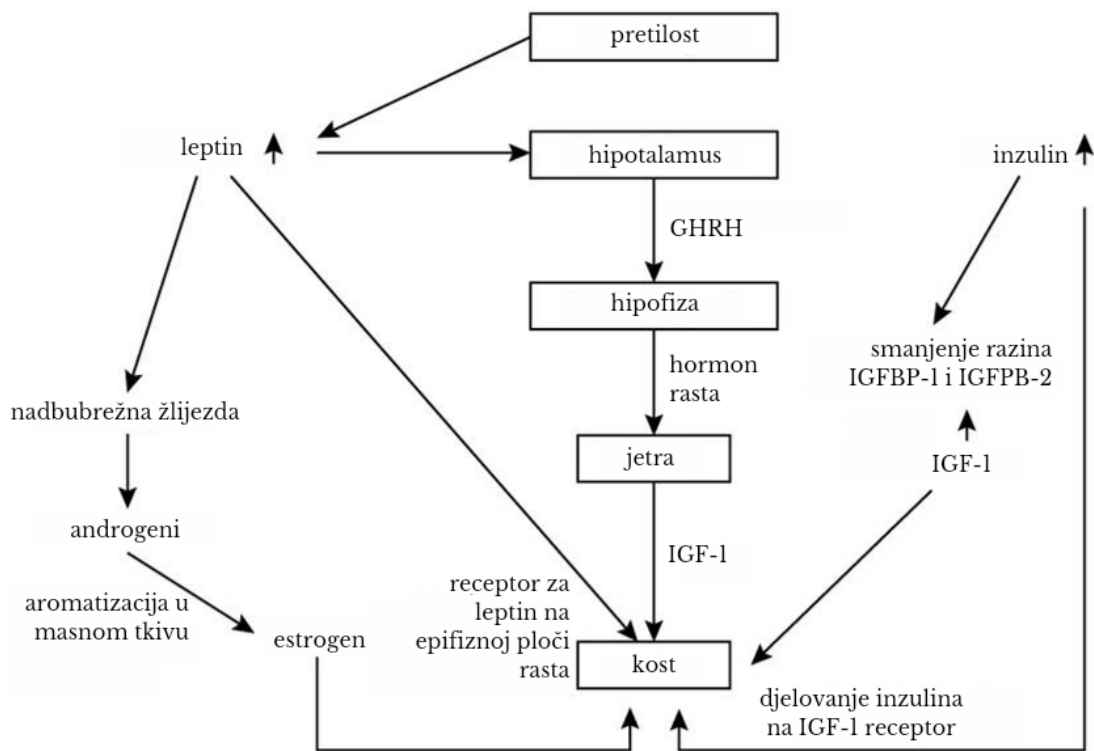 pretilost
leptin
hipotalamus
inzulin
GHRH
hipofiza
smanjenje razina
IGFBP-1 i IGFPB-2
hormon
rasta
nadbubrežna žlijezda
jetra
IGF-1
androgeni
IGF-1
aromatizacija u
masnom tkivu
receptor za
leptin na
epifiznoj ploči
rasta
estrogen
kost
djelovanje inzulina
na IGF-1 receptor